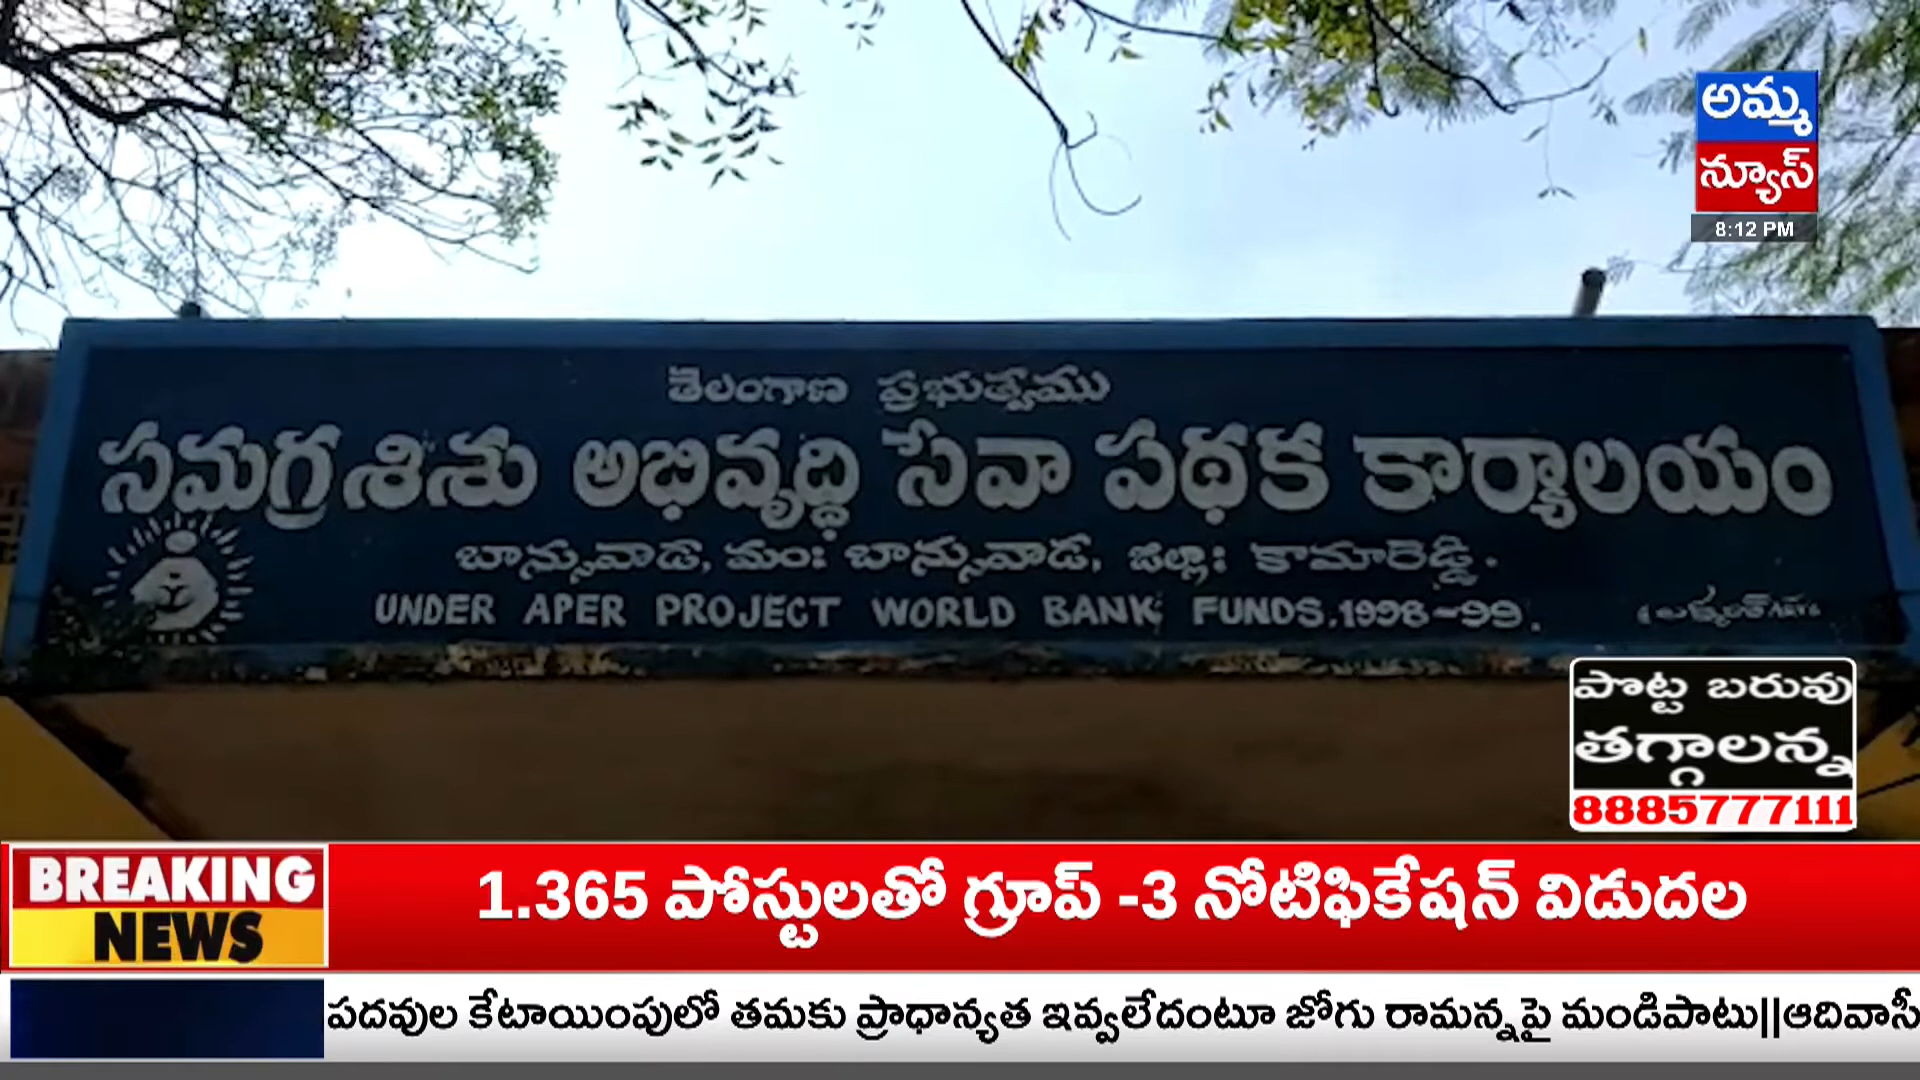 అమ్మ
న్యూస్
8:12 PM
తెలంగాణ ప్రభుత్వము
సమగ్ర శిశు అభివృద్ధి సేవా పథక కార్యాలయం
బాన్సువాడ, మం: బాన్సువాడ, జిల్లా: కామారెడ్డి.
UNDER APER PROJECT WORLD BANK FUNDS.1998-99.
పొట్ట బరువు
తగ్గాలన్న
8885777111
BREAKING
NEWS
1.365 పోస్టులతో గ్రూప్ -3 నోటిఫికేషన్ విడుదల
పదవుల కేటాయింపులో తమకు ప్రాధాన్యత ఇవ్వలేదంటూ జోగు రామన్నపై మండిపాటు||ఆదివాసీ